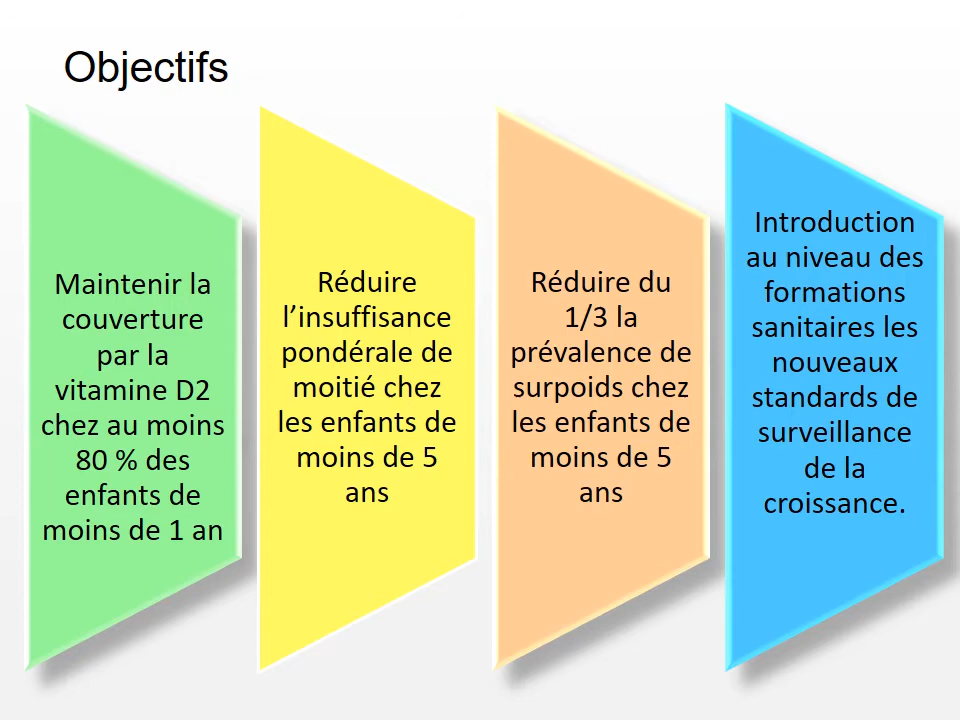 Objectifs
Maintenir la
couverture
par la
vitamine D2
chez au moins
80 % des
enfants de
moins de 1 an
Réduire
l’insuffisance
pondérale de
moitié chez
les enfants de
moins de 5
ans
Réduire du
1/3 la
prévalence de
surpoids chez
les enfants de
moins de 5
ans
Introduction
au niveau des
formations
sanitaires les
nouveaux
standards de
surveillance
de la
croissance.